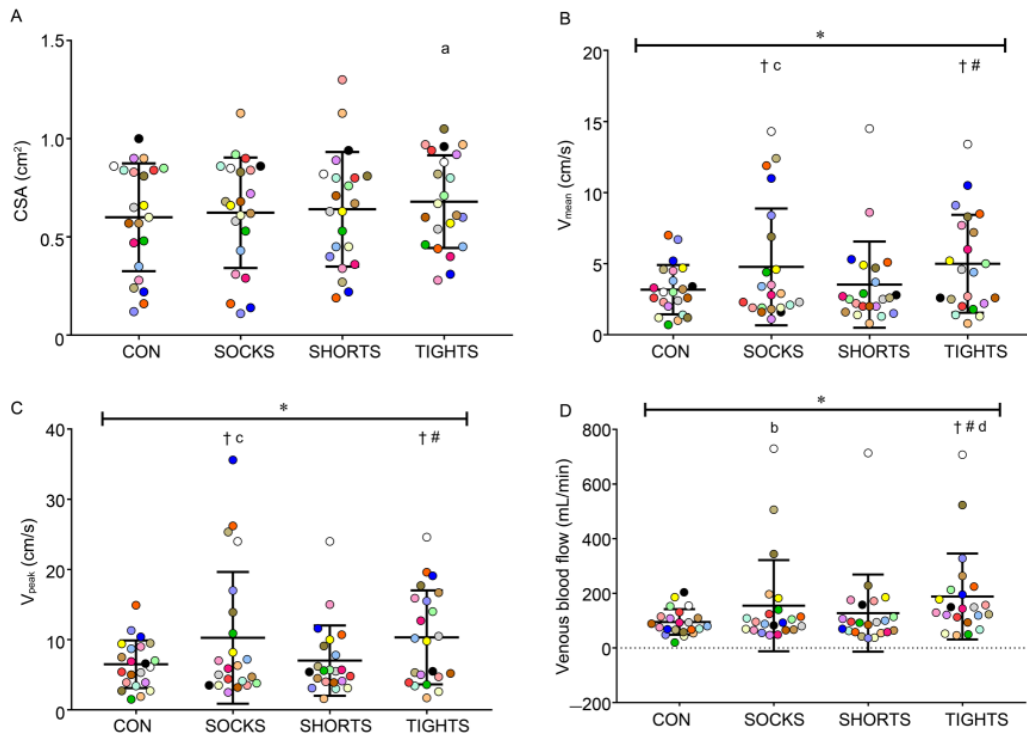 A
1.5
1.0
0.5
0
CSA (cm²)
a
CON SOCKS SHORTS TIGHTS
B
20
15
10
5
0
Vmean (cm/s)
*
† c
† #
CON SOCKS SHORTS TIGHTS
C
40
30
20
10
0
Vpeak (cm/s)
*
† c
† #
CON SOCKS SHORTS TIGHTS
D
800
600
400
200
0
−200
Venous blood flow (mL/min)
*
b
† # d
CON SOCKS SHORTS TIGHTS